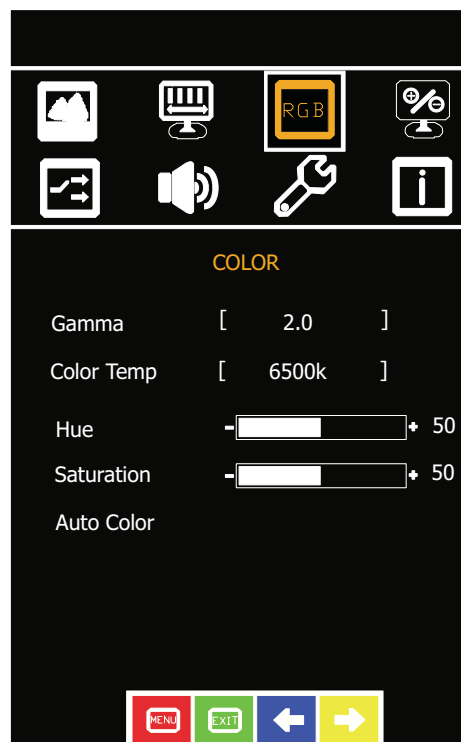 RGB
i
COLOR
Gamma [ 2.0 ]
Color Temp [ 6500k ]
Hue - + 50
Saturation - + 50
Auto Color
MENU EXIT